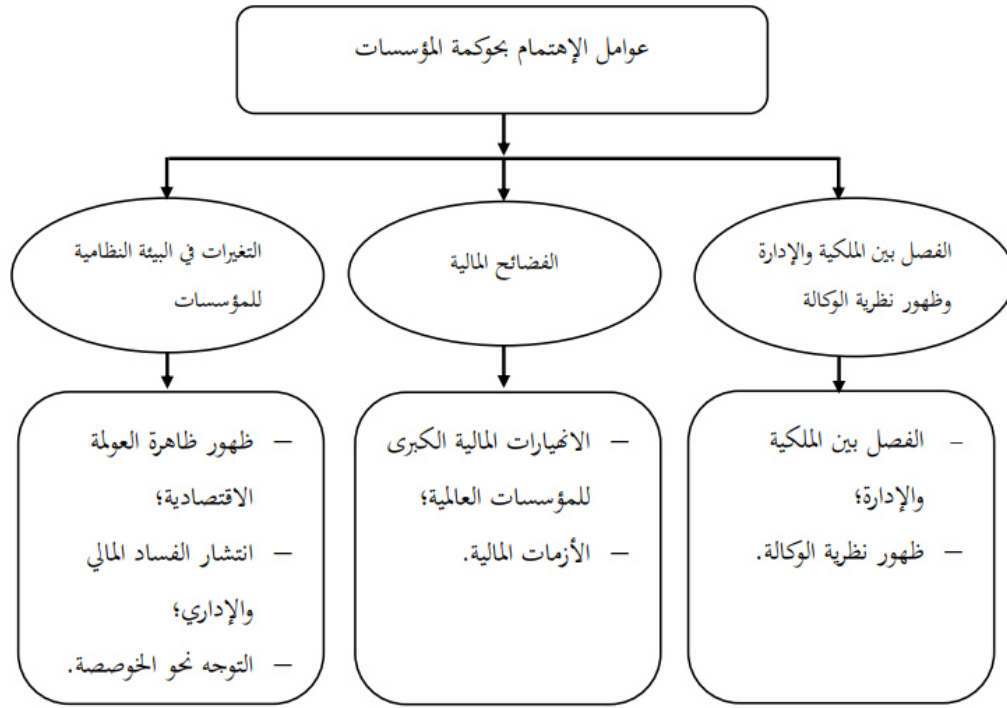 عوامل الإهتمام بحوكمة المؤسسات
الفصل بين الملكية والإدارة
وظهور نظرية الوكالة
الفضائح المالية
التغيرات في البيئة النظامية
للمؤسسات
– الفصل بين الملكية
والإدارة؛
– ظهور نظرية الوكالة.
– الانهيارات المالية الكبرى
للمؤسسات العالمية؛
– الأزمات المالية.
– ظهور ظاهرة العولمة
الاقتصادية؛
– انتشار الفساد المالي
والإداري؛
– التوجه نحو الخوصصة.